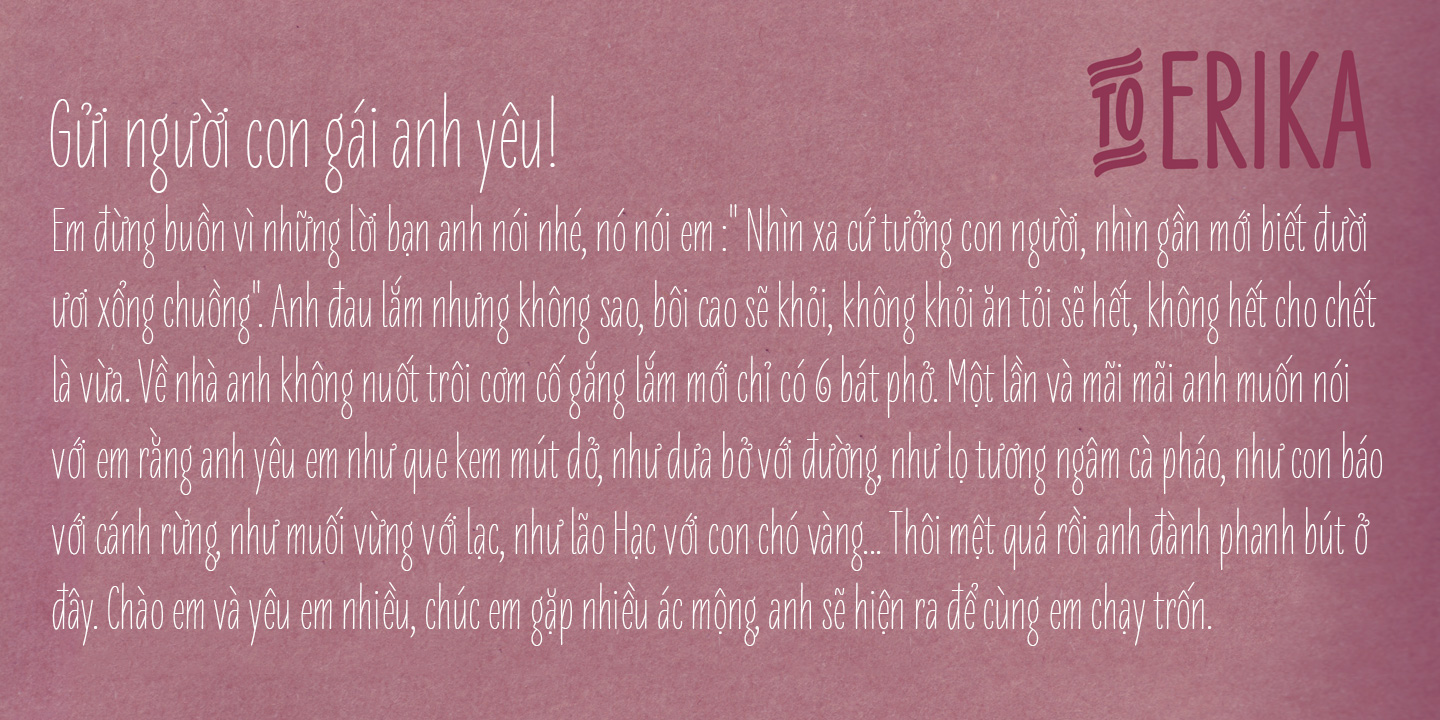 TO ERIKA
Gửi người con gái anh yêu!
Em đừng buồn vì những lời bạn anh nói nhé, nó nói em :" Nhìn xa cứ tưởng con người, nhìn gần mới biết đười
ươi xổng chuồng". Anh đau lắm nhưng không sao, bôi cao sẽ khỏi, không khỏi ăn tỏi sẽ hết, không hết cho chết
là vừa. Về nhà anh không nuốt trôi cơm cố gắng lắm mới chỉ có 6 bát phở. Một lần và mãi mãi anh muốn nói
với em rằng anh yêu em như que kem mút dở, như dưa bở với đường, như lọ tương ngâm cà pháo, như con báo
với cánh rừng, như muối vừng với lạc, như lão Hạc với con chó vàng... Thôi mệt quá rồi anh đành phanh bút ở
đây. Chào em và yêu em nhiều, chúc em gặp nhiều ác mộng, anh sẽ hiện ra để cùng em chạy trốn.